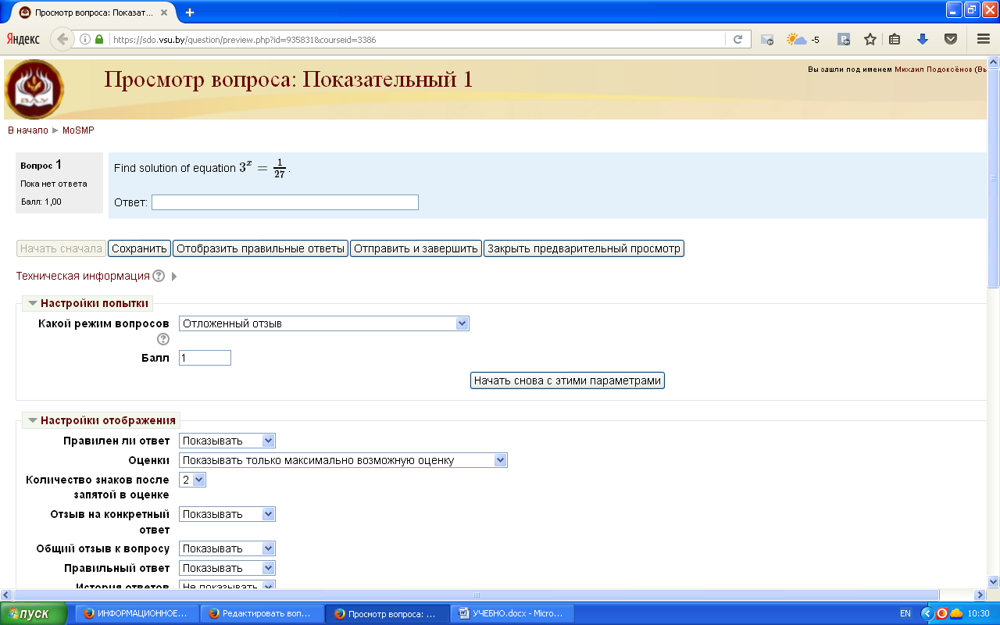 Просмотр вопроса: Показат...
Яндекс
https://sdo.vsu.by/question/preview.php?id=935831&courseid=3386
-5
Просмотр вопроса: Показательный 1
Вы зашли под именем Михаил Подоксёнов (Вы
ВДУ
В начало MoSMP
Вопрос 1
Пока нет ответа
Балл: 1,00
Find solution of equation 3^x = 1/27.
Ответ:
Начать сначала Сохранить Отобразить правильные ответы Отправить и завершить Закрыть предварительный просмотр
Техническая информация
Настройки попытки
Какой режим вопросов Отложенный отзыв
Балл 1
Начать снова с этими параметрами
Настройки отображения
Правилен ли ответ Показывать
Оценки Показывать только максимально возможную оценку
Количество знаков после запятой в оценке 2
Отзыв на конкретный ответ Показывать
Общий отзыв к вопросу Показывать
Правильный ответ Показывать
История ответов Не показывать
пуск ИНФОРМАЦИОННОЕ... Редактировать воп... Просмотр вопроса: ... УЧЕБНО.docx - Micro... EN 10:30